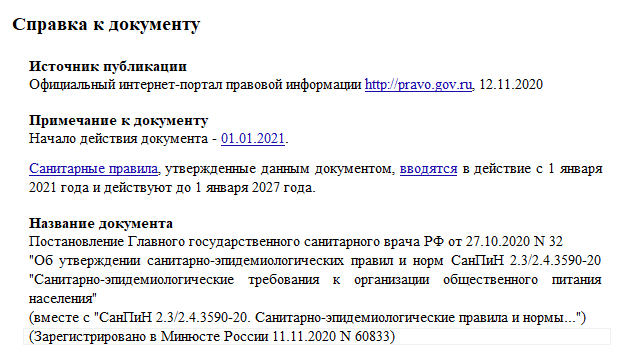 Справка к документу
Источник публикации
Официальный интернет-портал правовой информации http://pravo.gov.ru, 12.11.2020
Примечание к документу
Начало действия документа - 01.01.2021.
Санитарные правила, утвержденные данным документом, вводятся в действие с 1 января
2021 года и действуют до 1 января 2027 года.
Название документа
Постановление Главного государственного санитарного врача РФ от 27.10.2020 N 32
"Об утверждении санитарно-эпидемиологических правил и норм СанПиН 2.3/2.4.3590-20
"Санитарно-эпидемиологические требования к организации общественного питания
населения"
(вместе с "СанПиН 2.3/2.4.3590-20. Санитарно-эпидемиологические правила и нормы...")
(Зарегистрировано в Минюсте России 11.11.2020 N 60833)